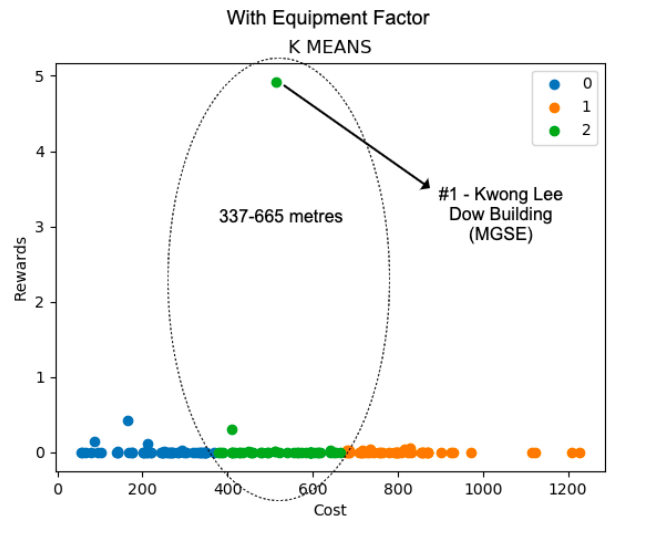 With Equipment Factor
K MEANS
5
4
3
2
1
0
Rewards
0
1
2
#1 - Kwong Lee
Dow Building
(MGSE)
337-665 metres
0 200 400 600 800 1000 1200
Cost